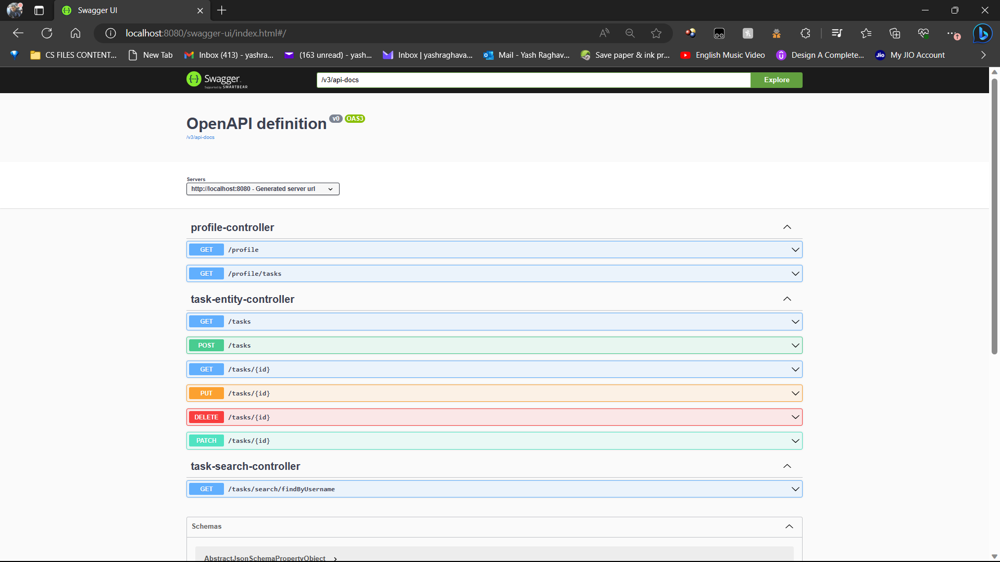 Swagger UI
localhost:8080/swagger-ui/index.html#/
CS FILES CONTENT...
New Tab
Inbox (413) - yashra...
(163 unread) - yash...
Inbox | yashraghava...
Mail - Yash Raghav...
Save paper & ink pr...
English Music Video
Design A Complete...
Jio
My JIO Account
Swagger.
Supported by SMARTBEAR
/v3/api-docs
Explore
OpenAPI definition v0 OAS3
/v3/api-docs
Servers
http://localhost:8080 - Generated server url
profile-controller
GET /profile
GET /profile/tasks
task-entity-controller
GET /tasks
POST /tasks
GET /tasks/{id}
PUT /tasks/{id}
DELETE /tasks/{id}
PATCH /tasks/{id}
task-search-controller
GET /tasks/search/findByUsername
Schemas
AbstractJsonSchemaPropertyObject